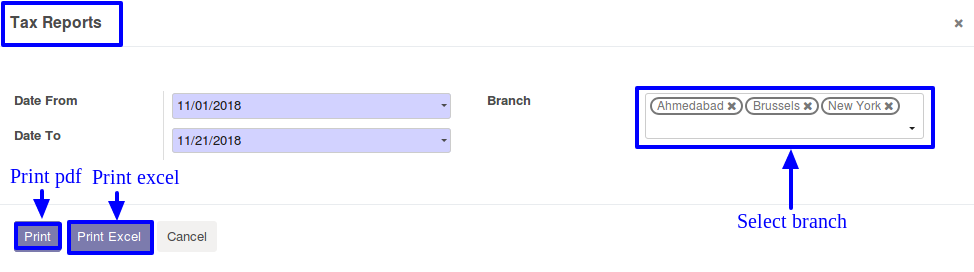 Tax Reports ×
Date From 11/01/2018 Branch Ahmedabad ✖ Brussels ✖ New York ✖
Date To 11/21/2018
Print pdf Print excel
Select branch
Print Print Excel Cancel